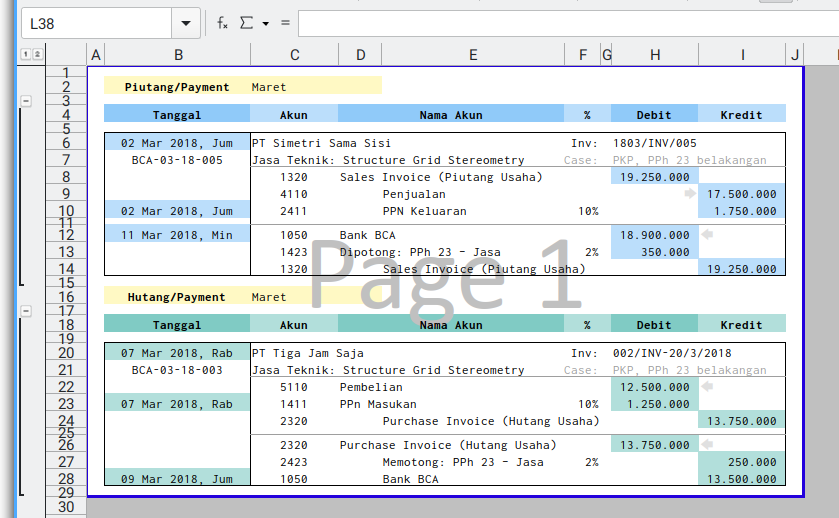 L38
fx Σ =
A B C D E F G H I J
1
2 Piutang/Payment Maret
3
4 Tanggal Akun Nama Akun % Debit Kredit
5
6 02 Mar 2018, Jum PT Simetri Sama Sisi Inv: 1803/INV/005
7 BCA-03-18-005 Jasa Teknik: Structure Grid Stereometry Case: PKP, PPh 23 belakangan
8 1320 Sales Invoice (Piutang Usaha) 19.250.000
9 4110 Penjualan 17.500.000
10 02 Mar 2018, Jum 2411 PPN Keluaran 10% 1.750.000
11
12 11 Mar 2018, Min 1050 Bank BCA 18.900.000
13 1423 Dipotong: PPh 23 - Jasa 2% 350.000
14 1320 Sales Invoice (Piutang Usaha) 19.250.000
Page 1
15
16 Hutang/Payment Maret
17
18 Tanggal Akun Nama Akun % Debit Kredit
19
20 07 Mar 2018, Rab PT Tiga Jam Saja Inv: 002/INV-20/3/2018
21 BCA-03-18-003 Jasa Teknik: Structure Grid Stereometry Case: PKP, PPh 23 belakangan
22 5110 Pembelian 12.500.000
23 07 Mar 2018, Rab 1411 PPn Masukan 10% 1.250.000
24 2320 Purchase Invoice (Hutang Usaha) 13.750.000
25
26 2320 Purchase Invoice (Hutang Usaha) 13.750.000
27 2423 Memotong: PPh 23 - Jasa 2% 250.000
28 09 Mar 2018, Jum 1050 Bank BCA 13.500.000
29
30